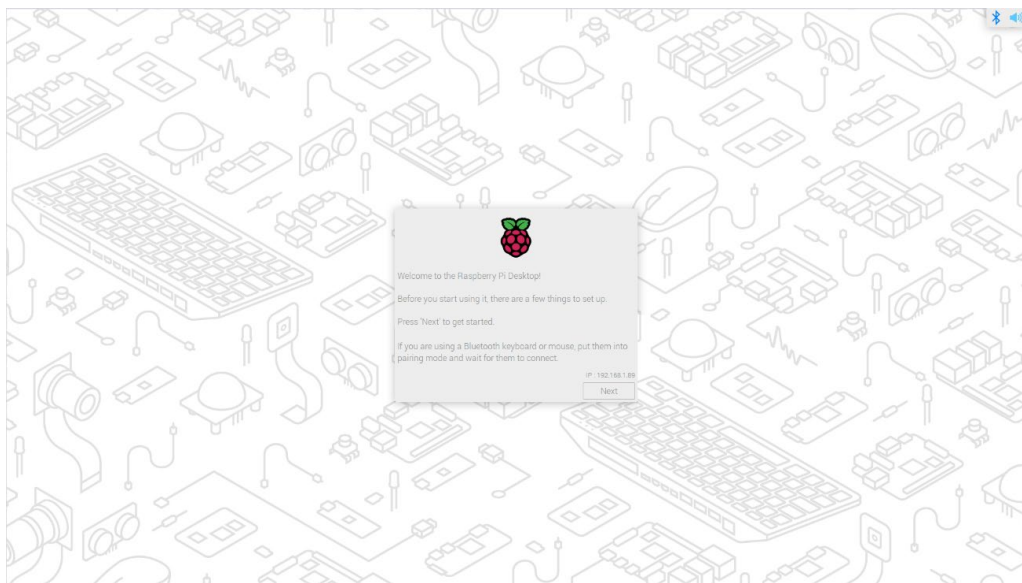 Welcome to the Raspberry Pi Desktop!
Before you start using it, there are a few things to set up.
Press 'Next' to get started.
If you are using a Bluetooth keyboard or mouse, put them into
pairing mode and wait for them to connect.
IP : 192.168.1.89
Next